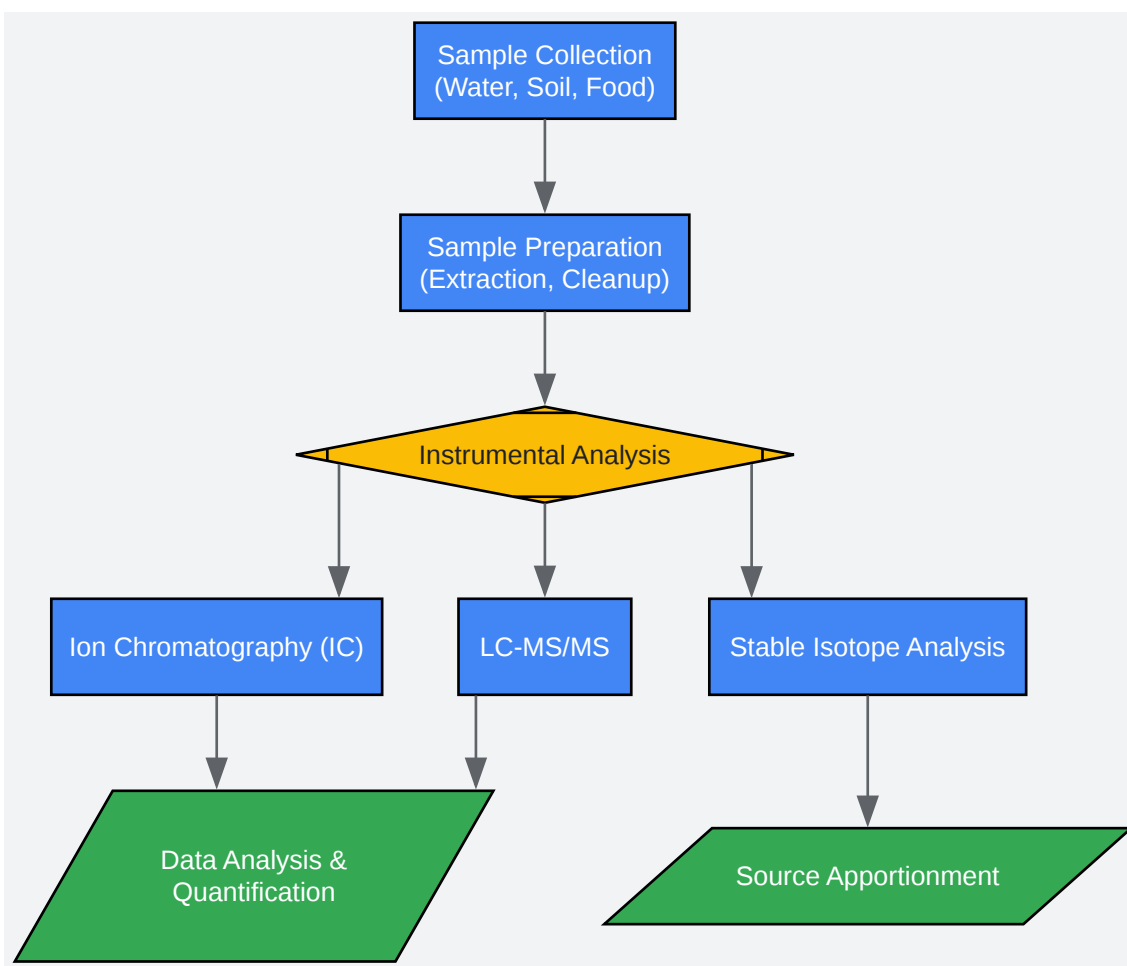 Sample Collection
(Water, Soil, Food)
Sample Preparation
(Extraction, Cleanup)
Instrumental Analysis
Ion Chromatography (IC)
LC-MS/MS
Stable Isotope Analysis
Data Analysis &
Quantification
Source Apportionment